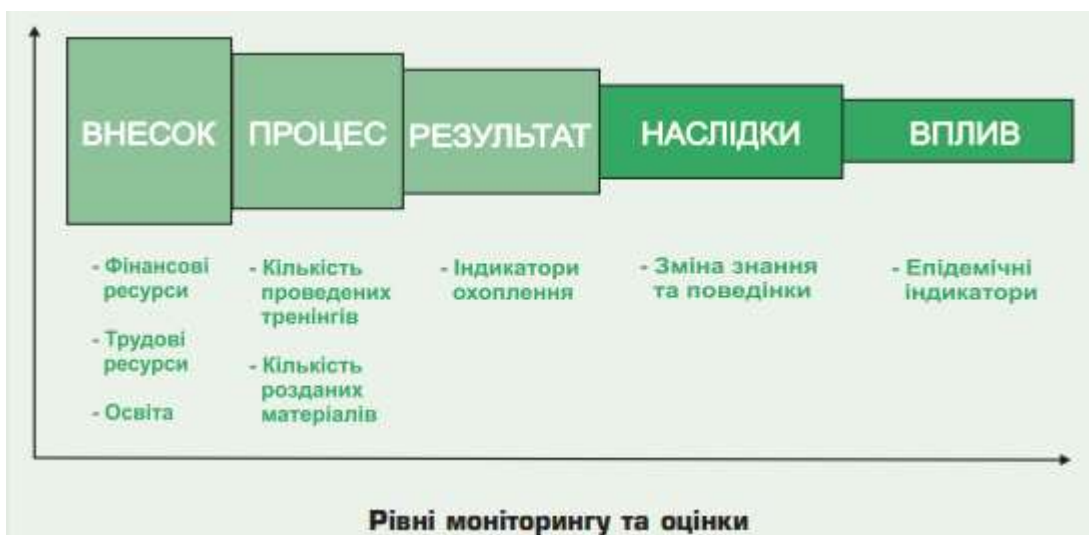 ВНЕСОК
ПРОЦЕС
РЕЗУЛЬТАТ
НАСЛІДКИ
ВПЛИВ
- Фінансові
ресурси
- Трудові
ресурси
- Освіта
- Кількість
проведених
тренінгів
- Кількість
розданих
матеріалів
- Індикатори
охоплення
- Зміна знання
та поведінки
- Епідемічні
індикатори
Рівні моніторингу та оцінки